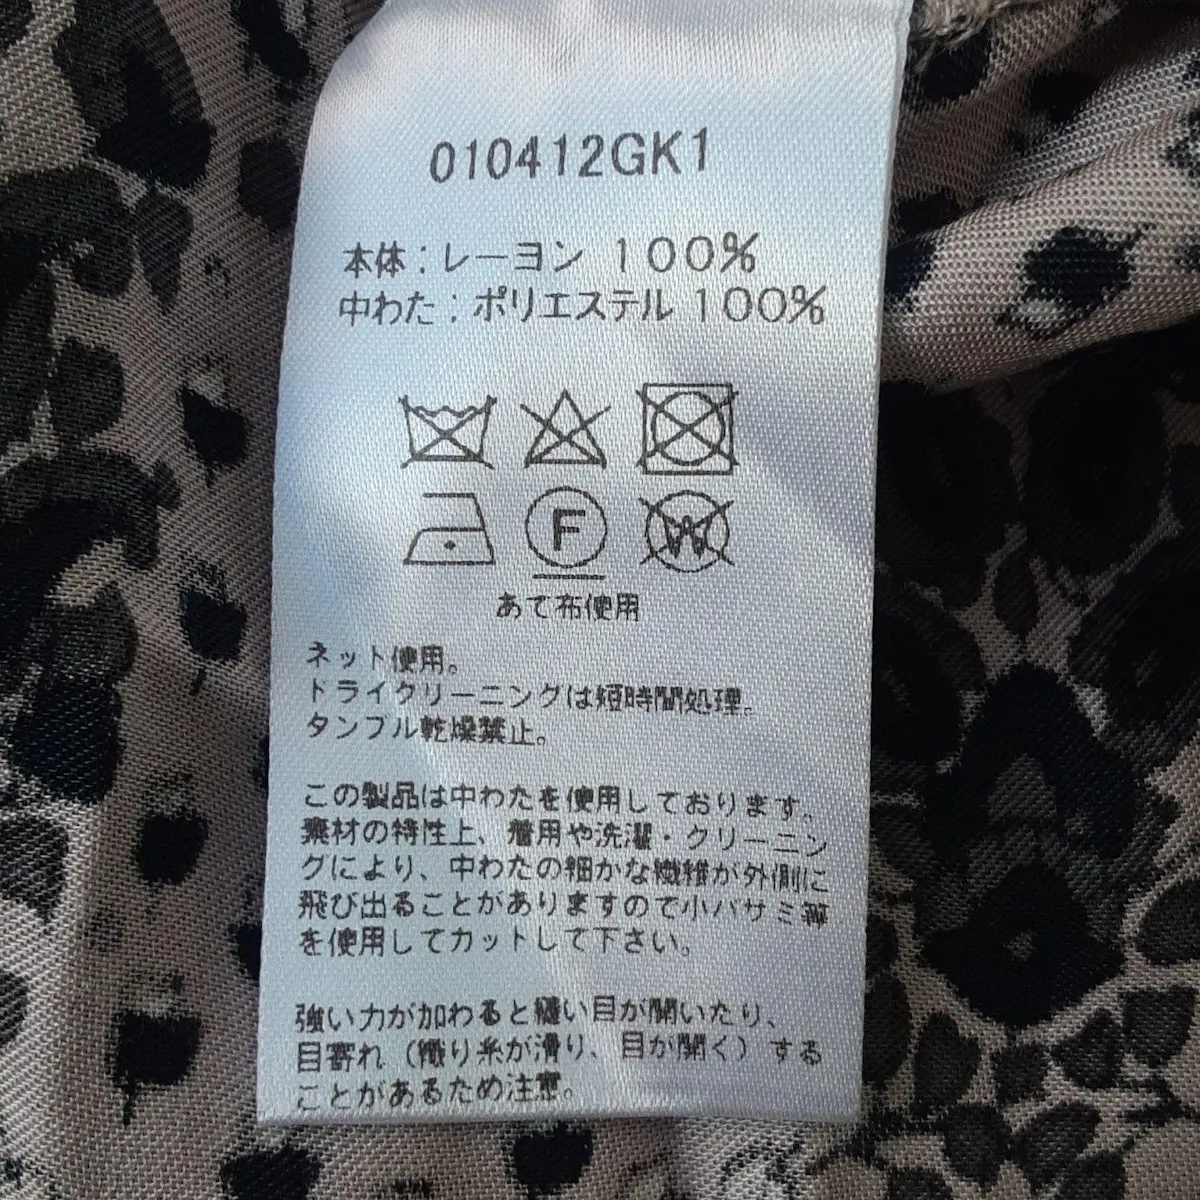 010412GK1
本体：レーヨン 100%
中わた：ポリエステル 100%
F W
あて布使用
ネット使用。
ドライクリーニングは短時間処理。
タンブル乾燥禁止。
この製品は中わたを使用しております。
素材の特性上、着用や洗濯・クリーニン
グにより、中わたの細かな繊維が外側に
飛び出ることがありますので小バサミ等
を使用してカットして下さい。
強い力が加わると縫い目が開いたり、
目寄れ（織り糸が滑り、目が開く）する
ことがあるため注意。